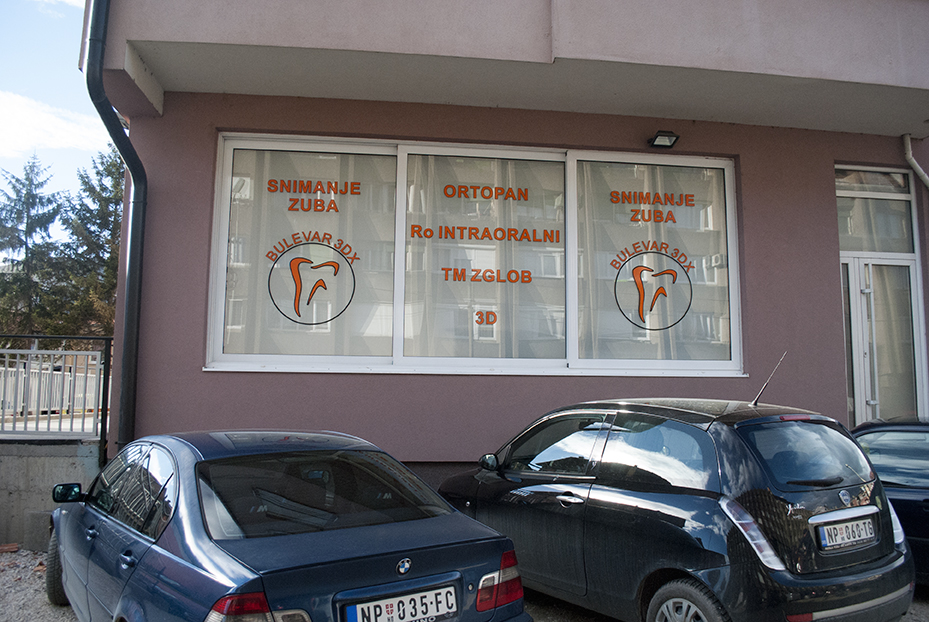 SNIMANJE
ZUBA
BULEVAR 3DX
ORTOPAN
Ro INTRAORALNI
TM ZGLOB
3D
SNIMANJE
ZUBA
BULEVAR 3DX
NP 035-FC
NP 060-TG